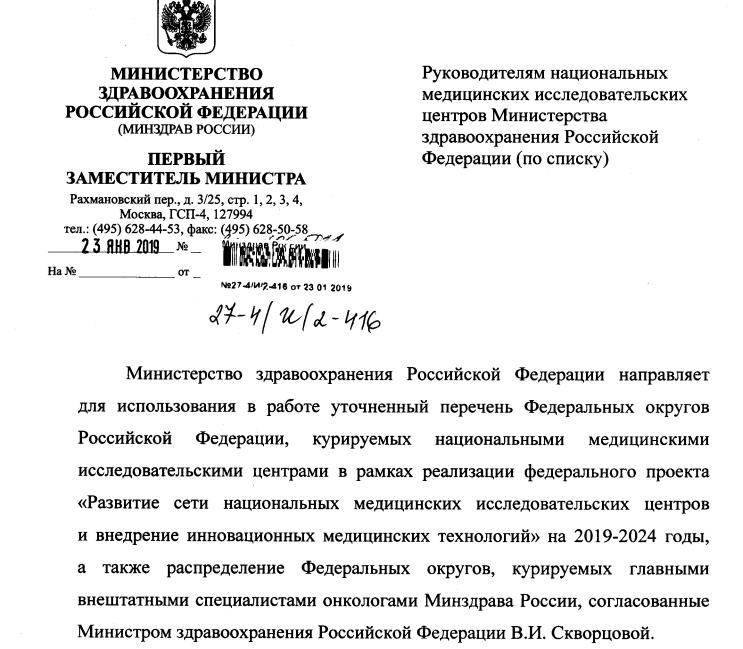 МИНИСТЕРСТВО
ЗДРАВООХРАНЕНИЯ
РОССИЙСКОЙ ФЕДЕРАЦИИ
(МИНЗДРАВ РОССИИ)
ПЕРВЫЙ
ЗАМЕСТИТЕЛЬ МИНИСТРА
Рахмановский пер., д. 3/25, стр. 1, 2, 3, 4,
Москва, ГСП-4, 127994
тел.: (495) 628-44-53, факс: (495) 628-50-58
23 ЯНВ 2019 №
Минздрав России
На № от
№27-4/И/2-416 от 23 01 2019
27-4/И/2-416
Руководителям национальных
медицинских исследовательских
центров Министерства
здравоохранения Российской
Федерации (по списку)
Министерство здравоохранения Российской Федерации направляет
для использования в работе уточненный перечень Федеральных округов
Российской Федерации, курируемых национальными медицинскими
исследовательскими центрами в рамках реализации федерального проекта
«Развитие сети национальных медицинских исследовательских центров
и внедрение инновационных медицинских технологий» на 2019-2024 годы,
а также распределение Федеральных округов, курируемых главными
внештатными специалистами онкологами Минздрава России, согласованные
Министром здравоохранения Российской Федерации В.И. Скворцовой.